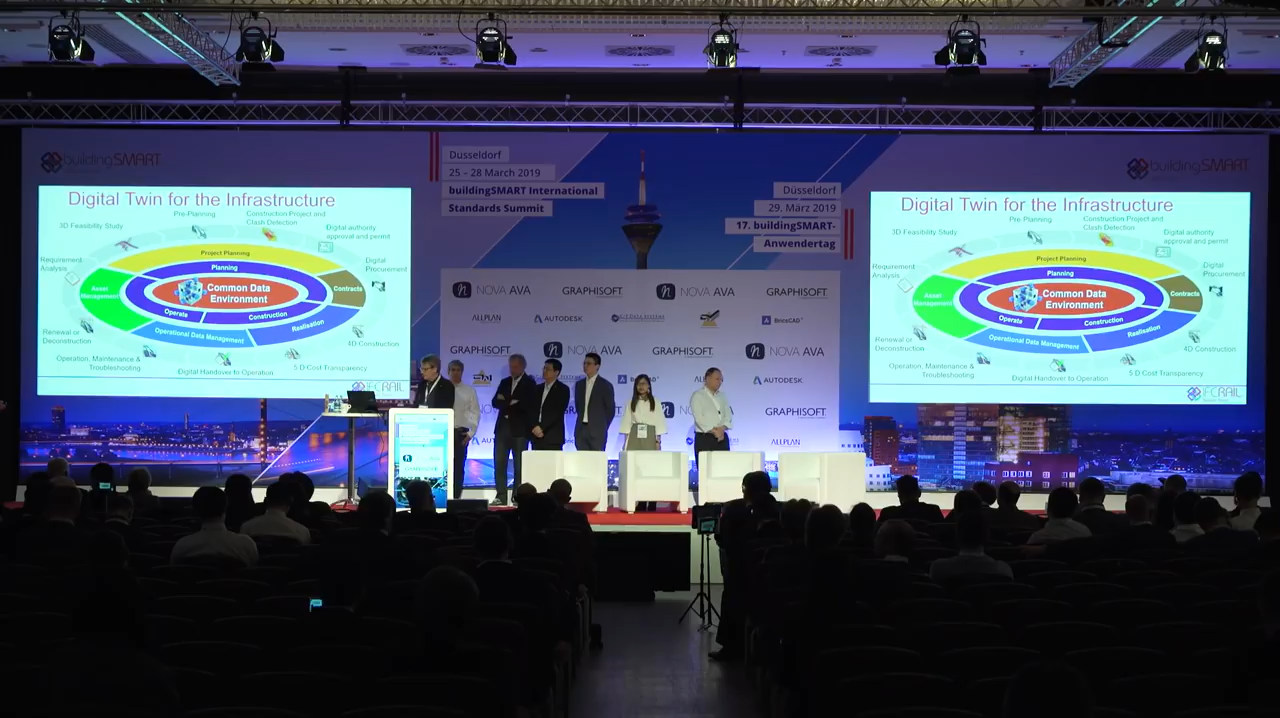 buildingSMART
Dusseldorf
25 – 28 March 2019
buildingSMART International
Standards Summit
Düsseldorf
29. März 2019
17. buildingSMART-
Anwendertag
buildingSMART
Digital Twin for the Infrastructure
Pre-Planning
Construction Project and
Clash Detection
3D Feasibility Study
Digital authority
approval and permit
Requirement
Analysis
Project Planning
Digital
Procurement
Planning
Asset
Management
Common Data
Environment
Contracts
Operate
Construction
Realisation
Operational Data Management
Renewal or
Deconstruction
4D Construction
Operation, Maintenance &
Troubleshooting
Digital Handover to Operation
5 D Cost Transparency
IFCRAIL
Digital Twin for the Infrastructure
Pre-Planning
Construction Project and
Clash Detection
3D Feasibility Study
Digital authority
approval and permit
Requirement
Analysis
Project Planning
Digital
Procurement
Planning
Asset
Management
Common Data
Environment
Contracts
Operate
Construction
Realisation
Operational Data Management
Renewal or
Deconstruction
4D Construction
Operation, Maintenance &
Troubleshooting
Digital Handover to Operation
5 D Cost Transparency
IFCRAIL
NOVA AVA
GRAPHISOFT.
NOVA AVA
GRAPHISOFT.
ALLPLAN
AUTODESK
BricsCAD
GRAPHISOFT.
NOVA AVA
GRAPHISOFT.
NOVA AVA
AUTODESK
GRAPHISOFT
ALLPLAN